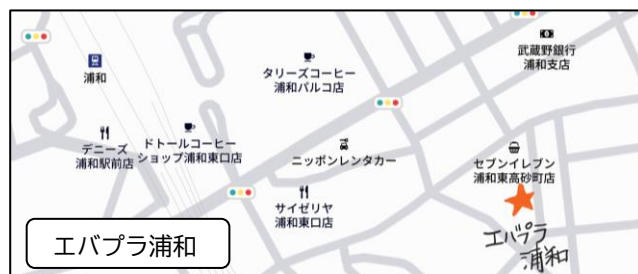 武蔵野銀行
浦和支店
浦和
タリーズコーヒー
浦和パルコ店
デニーズ
浦和駅前店
ドトールコーヒー
ショップ浦和東口店
ニッポンレンタカー
セブンイレブン
浦和東高砂町店
サイゼリヤ
浦和東口店
エバプラ
浦和
エバプラ浦和